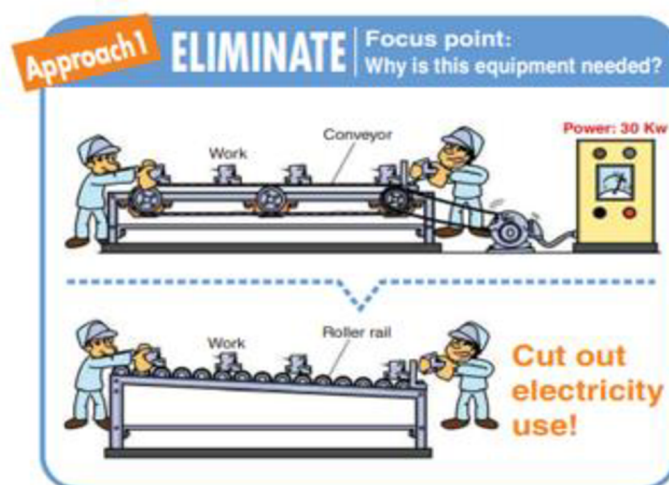 Approach1
ELIMINATE
Focus point:
Why is this equipment needed?
Conveyor
Work
Power: 30 Kw
Roller rail
Work
Cut out
electricity
use!